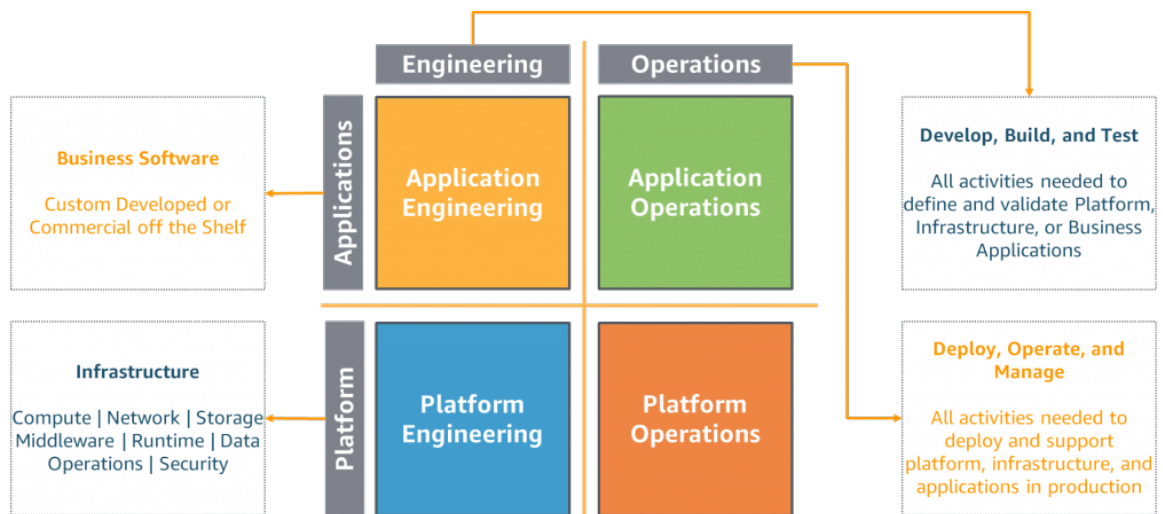 Engineering
Operations
Applications
Platform
Business Software
Custom Developed or
Commercial off the Shelf
Application
Engineering
Application
Operations
Develop, Build, and Test
All activities needed to
define and validate Platform,
Infrastructure, or Business
Applications
Infrastructure
Compute | Network | Storage
Middleware | Runtime | Data
Operations | Security
Platform
Engineering
Platform
Operations
Deploy, Operate, and
Manage
All activities needed to
deploy and support
platform, infrastructure, and
applications in production